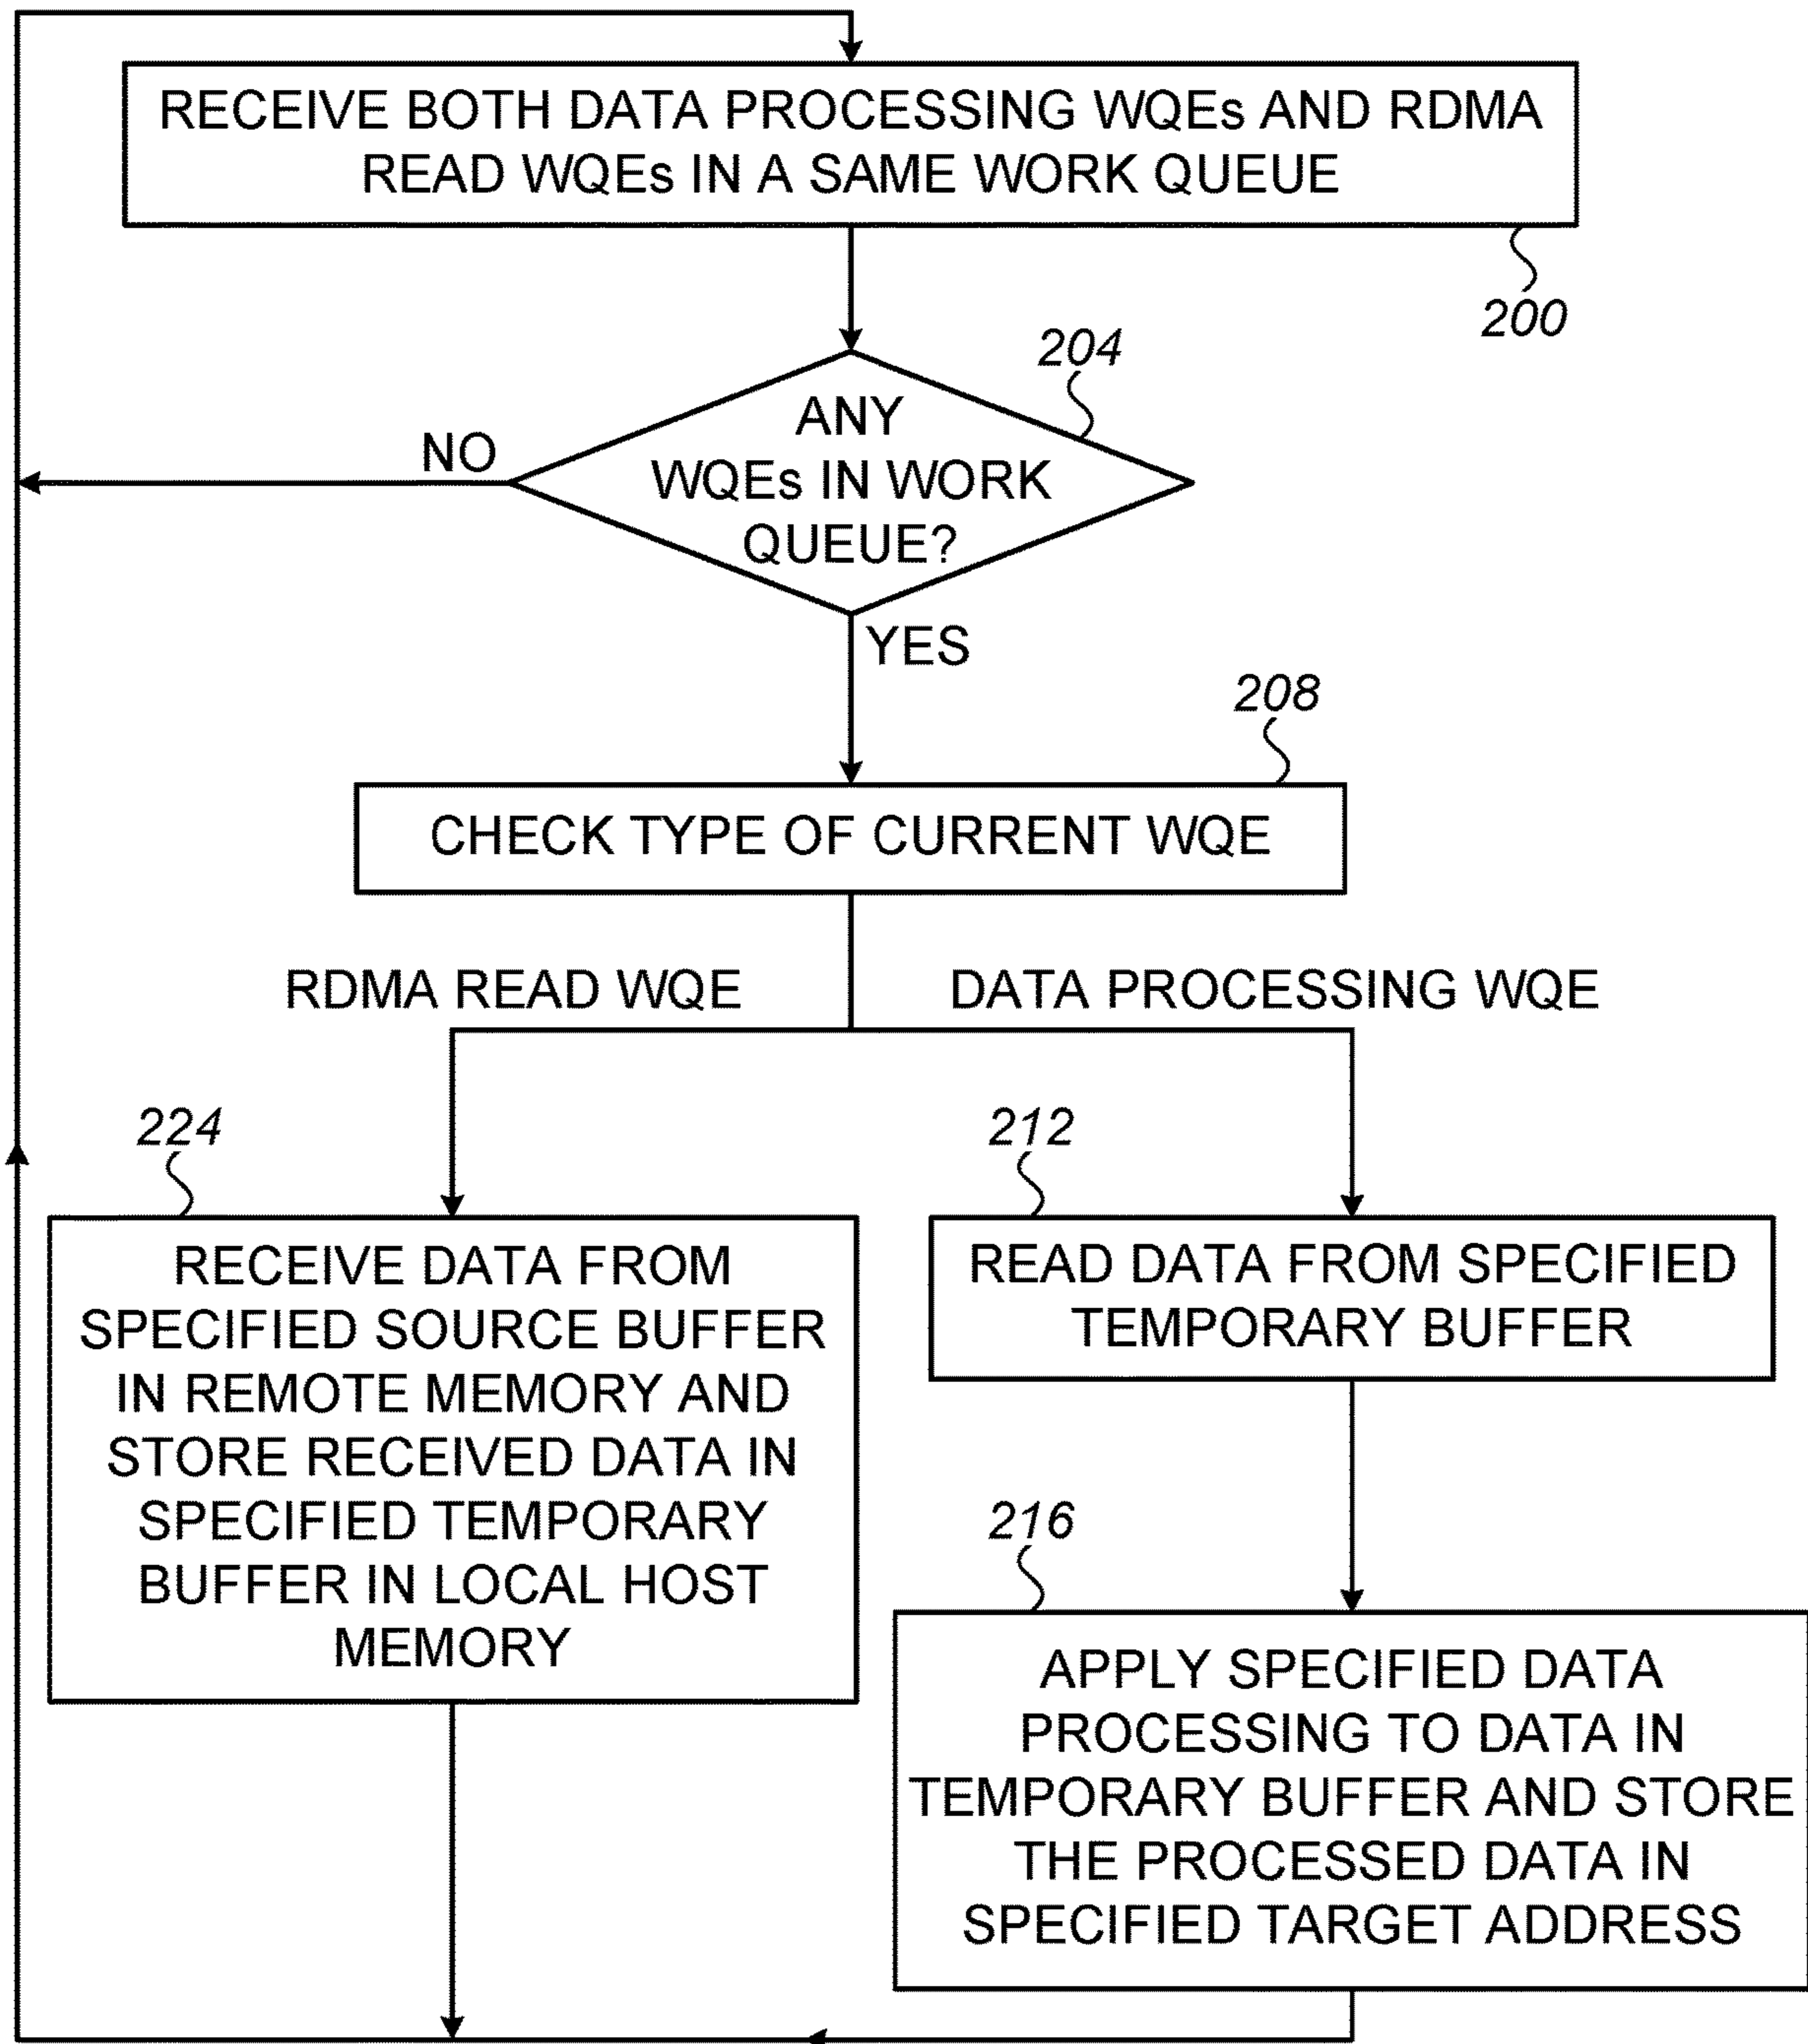 RECEIVE BOTH DATA PROCESSING WQEs AND RDMA
READ WQEs IN A SAME WORK QUEUE
200
204
ANY
WQEs IN WORK
QUEUE?
NO
YES
208
CHECK TYPE OF CURRENT WQE
RDMA READ WQE
DATA PROCESSING WQE
224
RECEIVE DATA FROM
SPECIFIED SOURCE BUFFER
IN REMOTE MEMORY AND
STORE RECEIVED DATA IN
SPECIFIED TEMPORARY
BUFFER IN LOCAL HOST
MEMORY
212
READ DATA FROM SPECIFIED
TEMPORARY BUFFER
216
APPLY SPECIFIED DATA
PROCESSING TO DATA IN
TEMPORARY BUFFER AND STORE
THE PROCESSED DATA IN
SPECIFIED TARGET ADDRESS